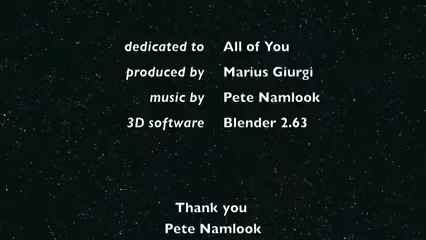 dedicated to All of You
produced by Marius Giurgi
music by Pete Namlook
3D software Blender 2.63
Thank you
Pete Namlook